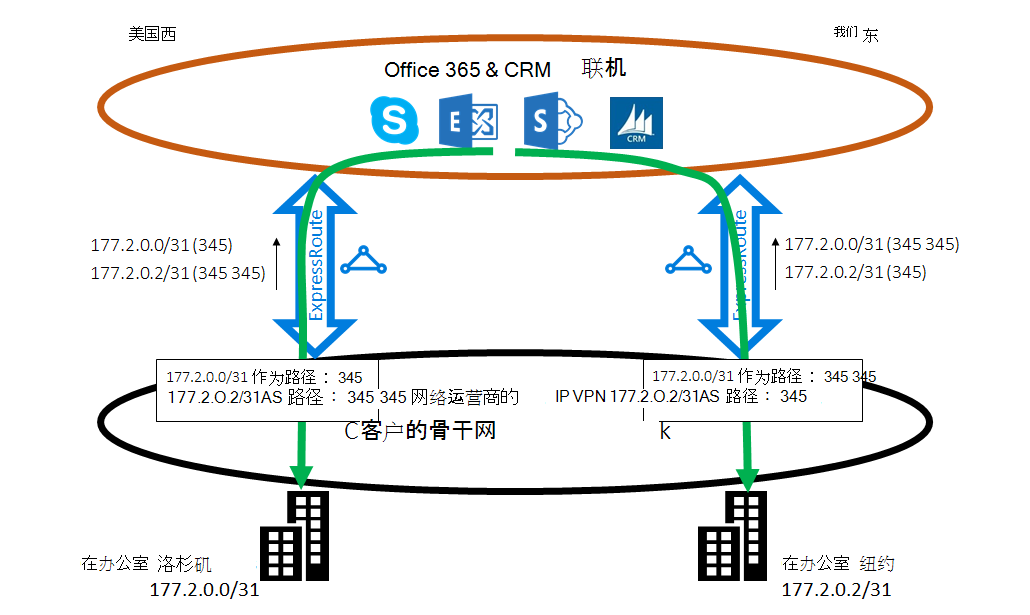 美国西
我们 东
Office 365 & CRM 联机
S
E
S
CRM
177.2.0.0/31 (345)
177.2.0.2/31 (345 345)
ExpressRoute
ExpressRoute
177.2.0.0/31 (345 345)
177.2.0.2/31 (345)
177.2.0.0/31 作为路径： 345
177.2.O.2/31AS 路径： 345 345 网络运营商的
C客户的骨干网
177.2.0.0/31 作为路径： 345 345
IP VPN 177.2.O.2/31AS 路径： 345
k
在办公室 洛杉矶
177.2.0.0/31
在办公室 纽约
177.2.0.2/31